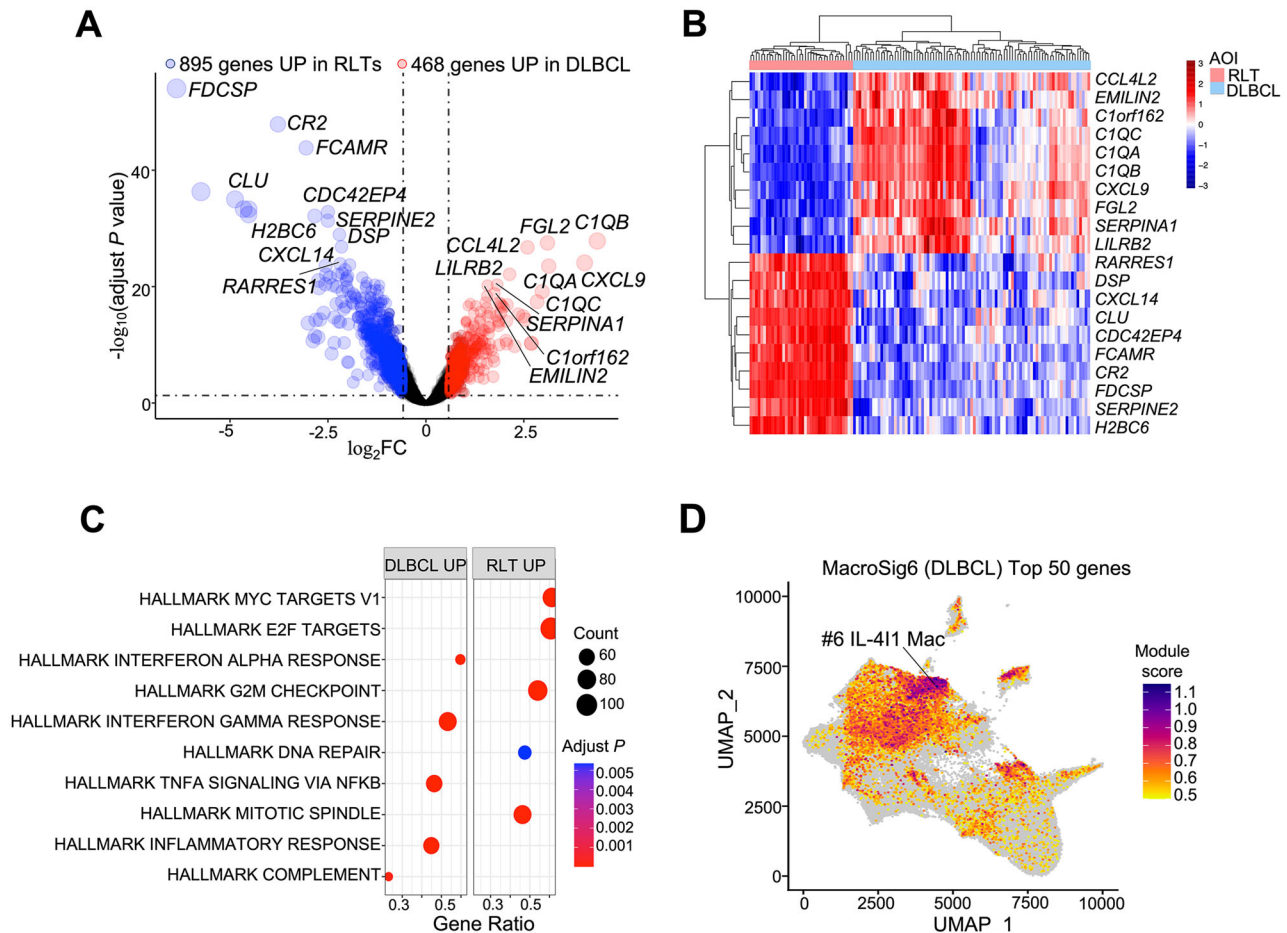 A
895 genes UP in RLTs
468 genes UP in DLBCL
FDCSP
CR2
FCAMR
CLU
CDC42EP4
SERPINE2
H2BC6
DSP
CXCL14
RARRES1
FGL2
C1QB
CCL4L2
LILRB2
C1QA
CXCL9
C1QC
SERPINA1
C1orf162
EMILIN2
40
20
0
-log10(adjust P value)
-5
-2.5
0
2.5
log2FC
B
CCL4L2
EMILIN2
C1orf162
C1QC
C1QA
C1QB
CXCL9
FGL2
SERPINA1
LILRB2
RARRES1
DSP
CXCL14
CLU
CDC42EP4
FCAMR
CR2
FDCSP
SERPINE2
H2BC6
3
2
1
0
-1
-2
-3
AOI
RLT
DLBCL
C
DLBCL UP
RLT UP
HALLMARK MYC TARGETS V1
HALLMARK E2F TARGETS
HALLMARK INTERFERON ALPHA RESPONSE
HALLMARK G2M CHECKPOINT
HALLMARK INTERFERON GAMMA RESPONSE
HALLMARK DNA REPAIR
HALLMARK TNFA SIGNALING VIA NFKB
HALLMARK MITOTIC SPINDLE
HALLMARK INFLAMMATORY RESPONSE
HALLMARK COMPLEMENT
0.3
0.5
0.3
0.5
Gene Ratio
Count
60
80
100
Adjust P
0.005
0.004
0.003
0.002
0.001
D
MacroSig6 (DLBCL) Top 50 genes
#6 IL-4I1 Mac
10000
7500
5000
2500
0
UMAP_2
0
2500
5000
7500
10000
UMAP_1
Module
score
1.1
1.0
0.9
0.8
0.7
0.6
0.5